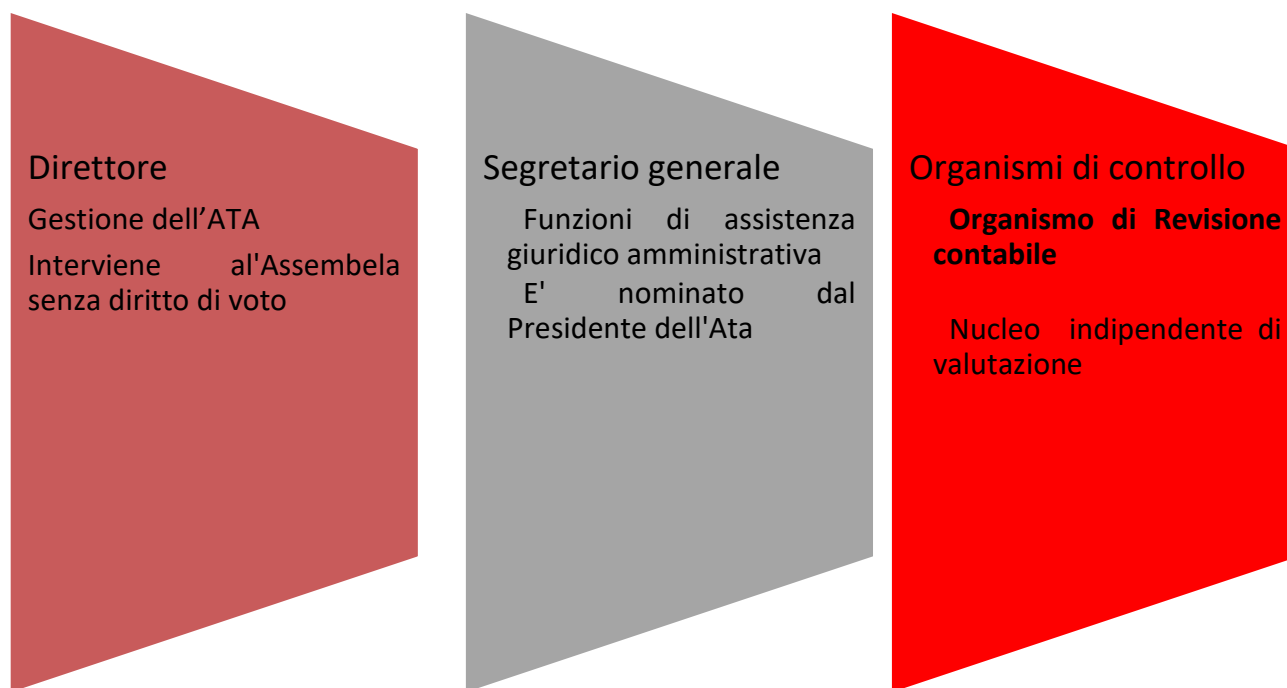 Direttore
Gestione dell’ATA
Interviene al'Assembela
senza diritto di voto
Segretario generale
Funzioni di assistenza
giuridico amministrativa
E' nominato dal
Presidente dell'Ata
Organismi di controllo
Organismo di Revisione
contabile
Nucleo indipendente di
valutazione